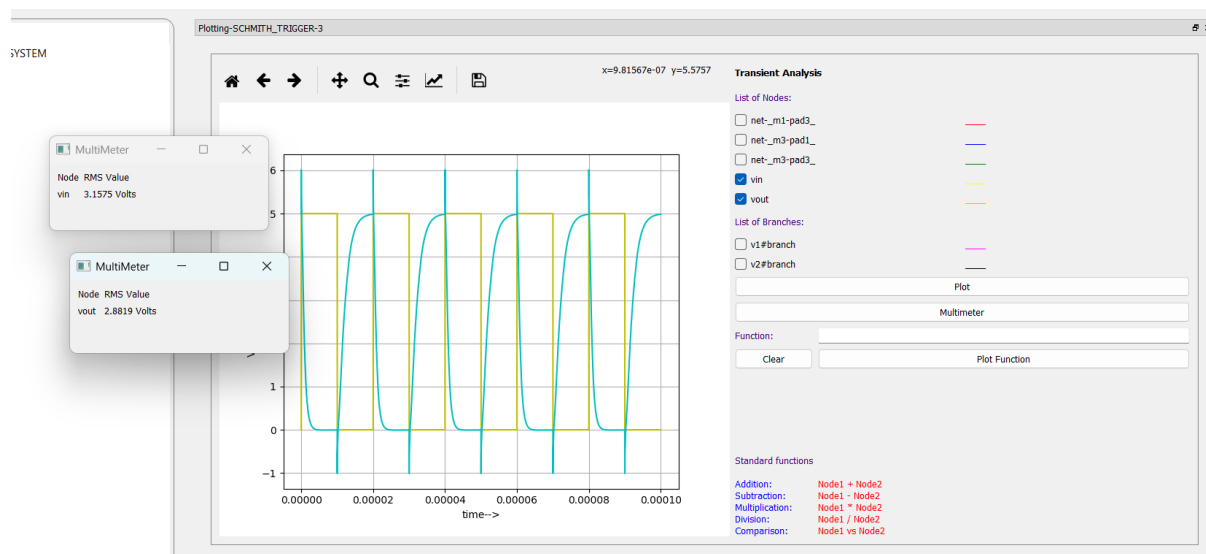 Plotting-SCHMITH_TRIGGER-3
SYSTEM
x=9.81567e-07 y=5.5757
Transient Analysis
List of Nodes:
net-_m1-pad3_
net-_m3-pad1_
net-_m3-pad3_
vin
vout
List of Branches:
v1#branch
v2#branch
Plot
Multimeter
Function:
Clear
Plot Function
Standard functions
Addition: Node1 + Node2
Subtraction: Node1 - Node2
Multiplication: Node1 * Node2
Division: Node1 / Node2
Comparison: Node1 vs Node2
MultiMeter
Node RMS Value
vin 3.1575 Volts
MultiMeter
Node RMS Value
vout 2.8819 Volts
6
5
1
0
−1
0.00000 0.00002 0.00004 0.00006 0.00008 0.00010
time-->